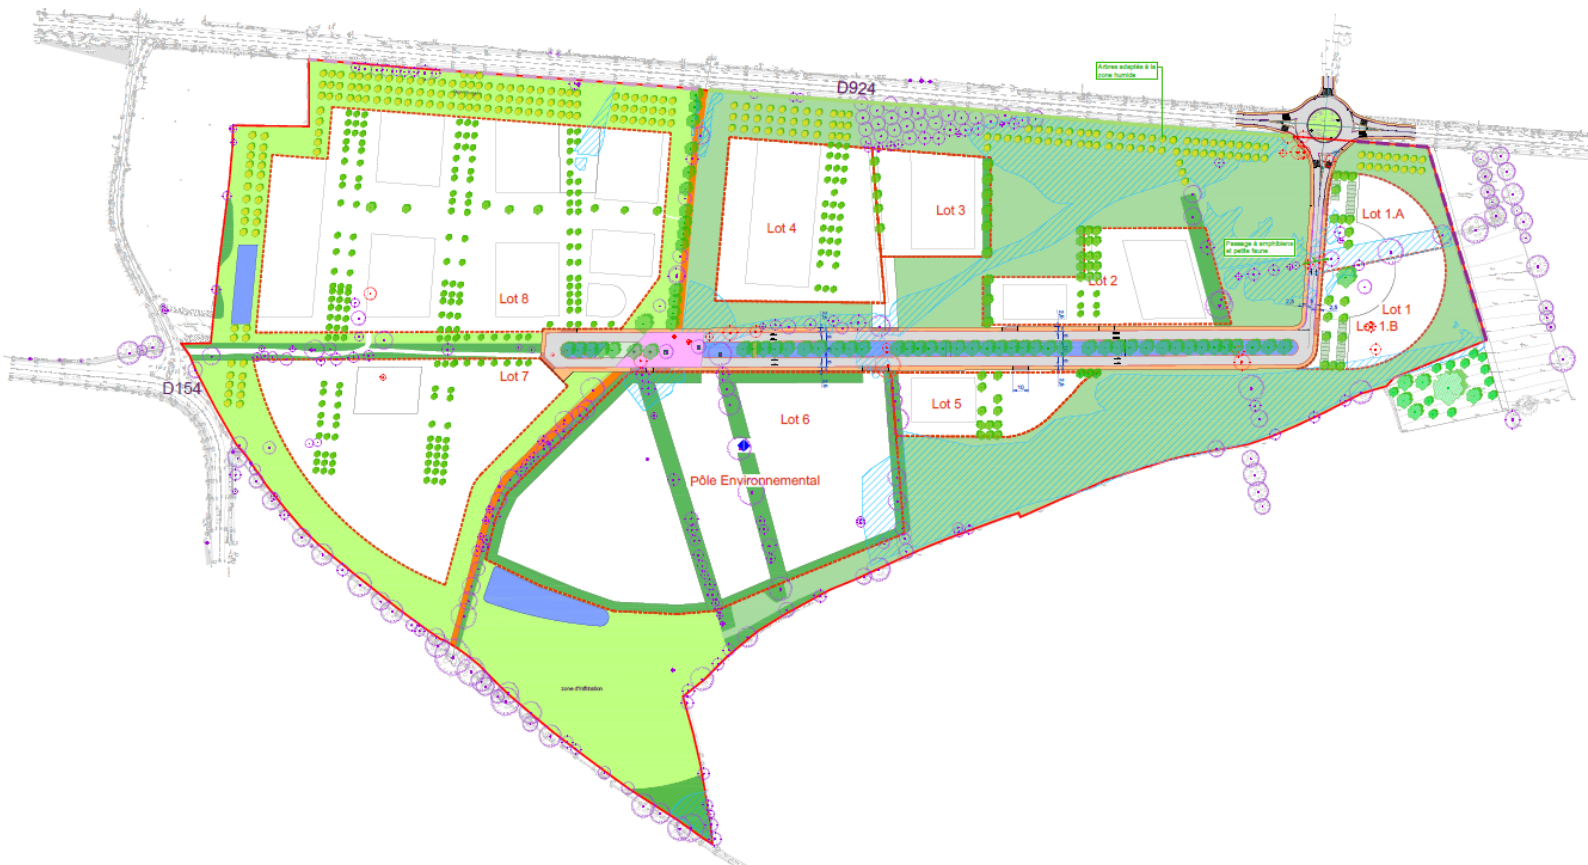 Arbres adaptés à la
zone humide
D924
Lot 1.A
Lot 3
Lot 4
Passage à amphibiens
et petite faune
Lot 2
Lot 8
Lot 1
Lot 1.B
Lot 7
D154
Lot 5
10
Lot 6
Pôle Environnemental
zone d'infiltration